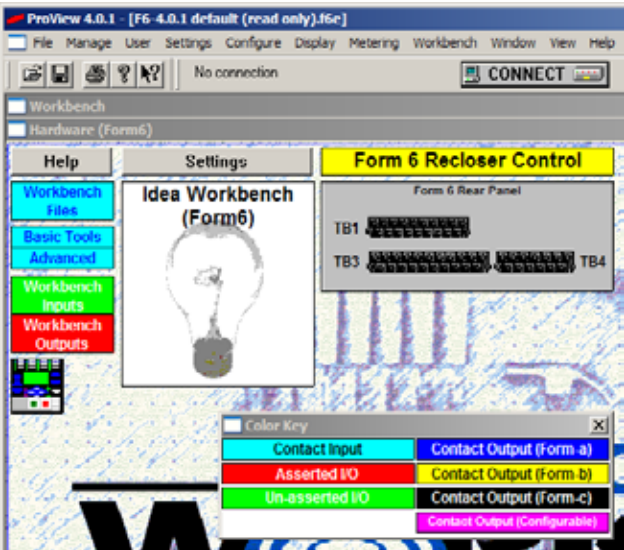 ProView 4.0.1 - [F6-4.0.1 default (read only).f6e]
File Manage User Settings Configure Display Metering Workbench Window View Help
No connection
CONNECT
Workbench
Hardware (Form6)
Help
Settings
Form 6 Recloser Control
Workbench
Files
Basic Tools
Advanced
Workbench
Inputs
Workbench
Outputs
Idea Workbench
(Form6)
Form 6 Rear Panel
TB1
TB3
TB4
Color Key
Contact Input
Contact Output (Form-a)
Asserted I/O
Contact Output (Form-b)
Un-asserted I/O
Contact Output (Form-c)
Contact Output (Configurable)